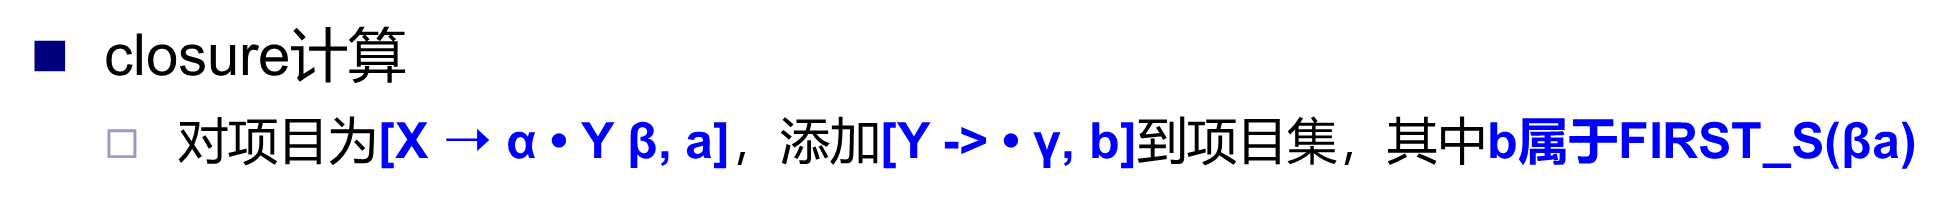 closure计算
对项目为[X → α • Y β, a]，添加[Y -> • γ, b]到项目集，其中b属于FIRST_S(βa)